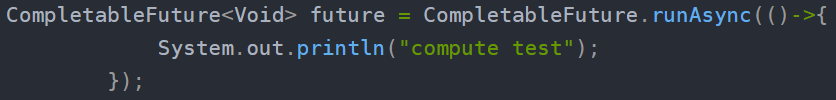 CompletableFuture<Void> future = CompletableFuture.runAsync(()->{
            System.out.println("compute test");
        });